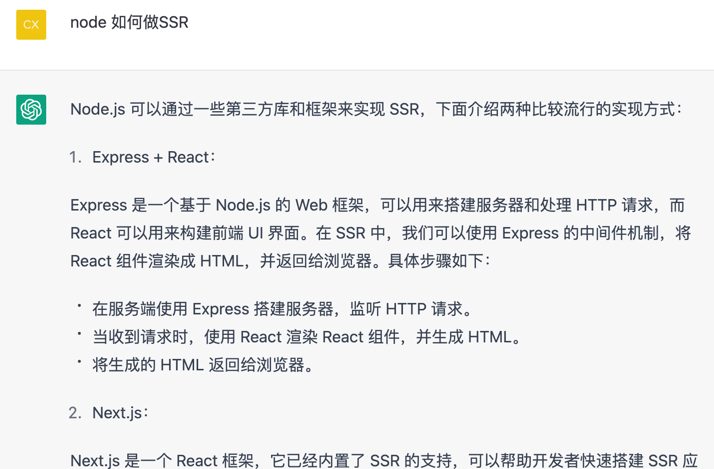 CX
node 如何做SSR
Node.js 可以通过一些第三方库和框架来实现 SSR，下面介绍两种比较流行的实现方式：
1. Express + React：
Express 是一个基于 Node.js 的 Web 框架，可以用来搭建服务器和处理 HTTP 请求，而
React 可以用来构建前端 UI 界面。在 SSR 中，我们可以使用 Express 的中间件机制，将
React 组件渲染成 HTML，并返回给浏览器。具体步骤如下：
• 在服务端使用 Express 搭建服务器，监听 HTTP 请求。
• 当收到请求时，使用 React 渲染 React 组件，并生成 HTML。
• 将生成的 HTML 返回给浏览器。
2. Next.js：
Next.js 是一个 React 框架，它已经内置了 SSR 的支持，可以帮助开发者快速搭建 SSR 应